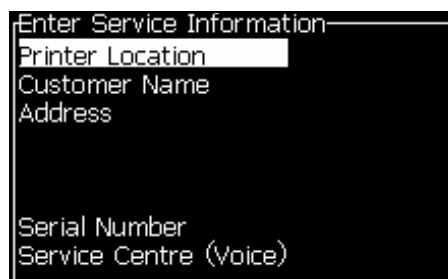 Enter Service Information
Printer Location
Customer Name
Address
Serial Number
Service Centre (Voice)